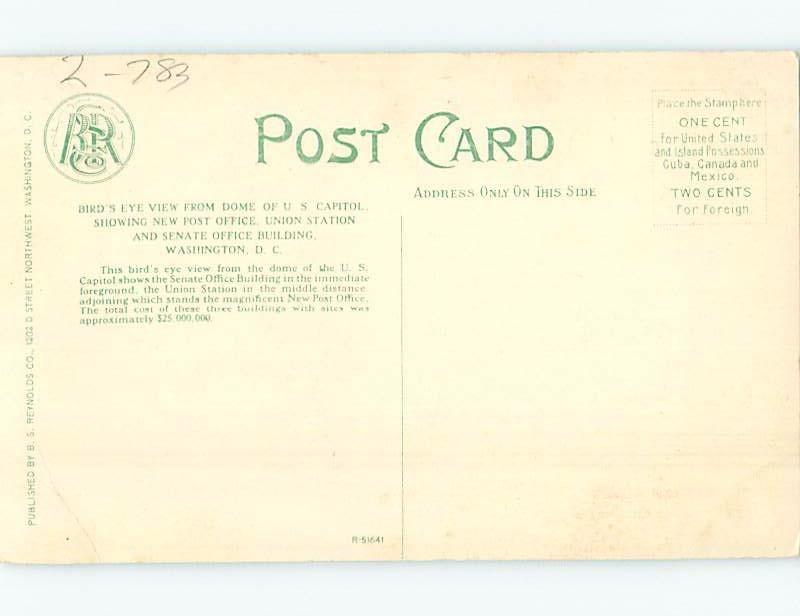 2-783
BSR Co
POST CARD
ADDRESS ONLY ON THIS SIDE
Place the Stamp here
ONE CENT
For United States
and Island Possessions
Cuba, Canada and
Mexico.
TWO CENTS
For Foreign.
BIRD'S EYE VIEW FROM DOME OF U. S. CAPITOL,
SHOWING NEW POST OFFICE, UNION STATION
AND SENATE OFFICE BUILDING,
WASHINGTON, D. C.
This bird's eye view from the dome of the U. S.
Capitol shows the Senate Office Building in the immediate
foreground, the Union Station in the middle distance
adjoining which stands the magnificent New Post Office.
The total cost of these three buildings with sites was
approximately $25,000,000.
PUBLISHED BY B. S. REYNOLDS CO., 1202 D STREET NORTHWEST WASHINGTON, D. C.
R-51641